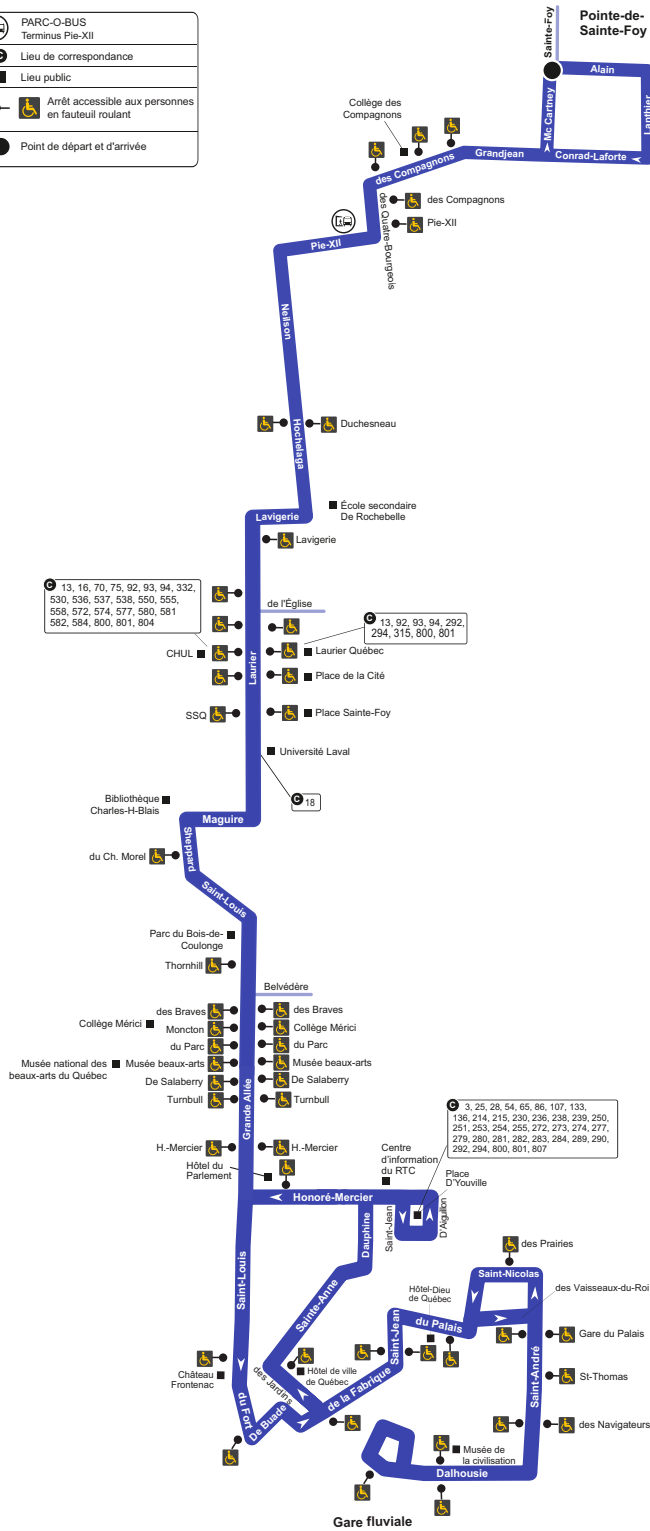 PARC-O-BUS
Terminus Pie-XII
C Lieu de correspondance
Lieu public
Arrêt accessible aux personnes
en fauteuil roulant
Point de départ et d'arrivée
Pointe-de-
Sainte-Foy
Sainte-Foy
Alain
Lanthier
Mc Cartney
Conrad-Laforte
Grandjean
Collège des
Compagnons
des Compagnons
des Compagnons
Pie-XII
des Quatre-Bourgeois
Pie-XII
Neilson
Duchesneau
Hochelaga
École secondaire
De Rochebelle
Lavigerie
Lavigerie
C 13, 16, 70, 75, 92, 93, 94, 332,
530, 536, 537, 538, 550, 555,
558, 572, 574, 577, 580, 581
582, 584, 800, 801, 804
de l'Église
C 13, 92, 93, 94, 292,
294, 315, 800, 801
CHUL
Laurier Québec
Laurier
Place de la Cité
SSQ
Place Sainte-Foy
Université Laval
C 18
Bibliothèque
Charles-H-Blais
Maguire
Sheppard
du Ch. Morel
Saint-Louis
Parc du Bois-de-
Coulonge
Thornhill
Belvédère
des Braves
des Braves
Collège Mérici
Moncton
Collège Mérici
du Parc
du Parc
Musée national des
beaux-arts du Québec
Musée beaux-arts
Musée beaux-arts
De Salaberry
De Salaberry
Turnbull
Turnbull
Grande Allée
H.-Mercier
H.-Mercier
Hôtel du
Parlement
Centre
d'information
du RTC
C 3, 25, 28, 54, 65, 86, 107, 133,
136, 214, 215, 230, 236, 238, 239, 250,
251, 253, 254, 255, 272, 273, 274, 277,
279, 280, 281, 282, 283, 284, 289, 290,
292, 294, 800, 801, 807
Place
D'Youville
Honoré-Mercier
Saint-Jean
D'Aiguillon
Dauphine
Saint-Louis
Sainte-Anne
des Prairies
Saint-Nicolas
des Vaisseaux-du-Roi
Hôtel-Dieu
de Québec
du Palais
Saint-Jean
Gare du Palais
Saint-André
St-Thomas
Château
Frontenac
Hôtel de ville
de Québec
des Jardins
de la Fabrique
du Fort
De Buade
des Navigateurs
Musée de
la civilisation
Dalhousie
Gare fluviale